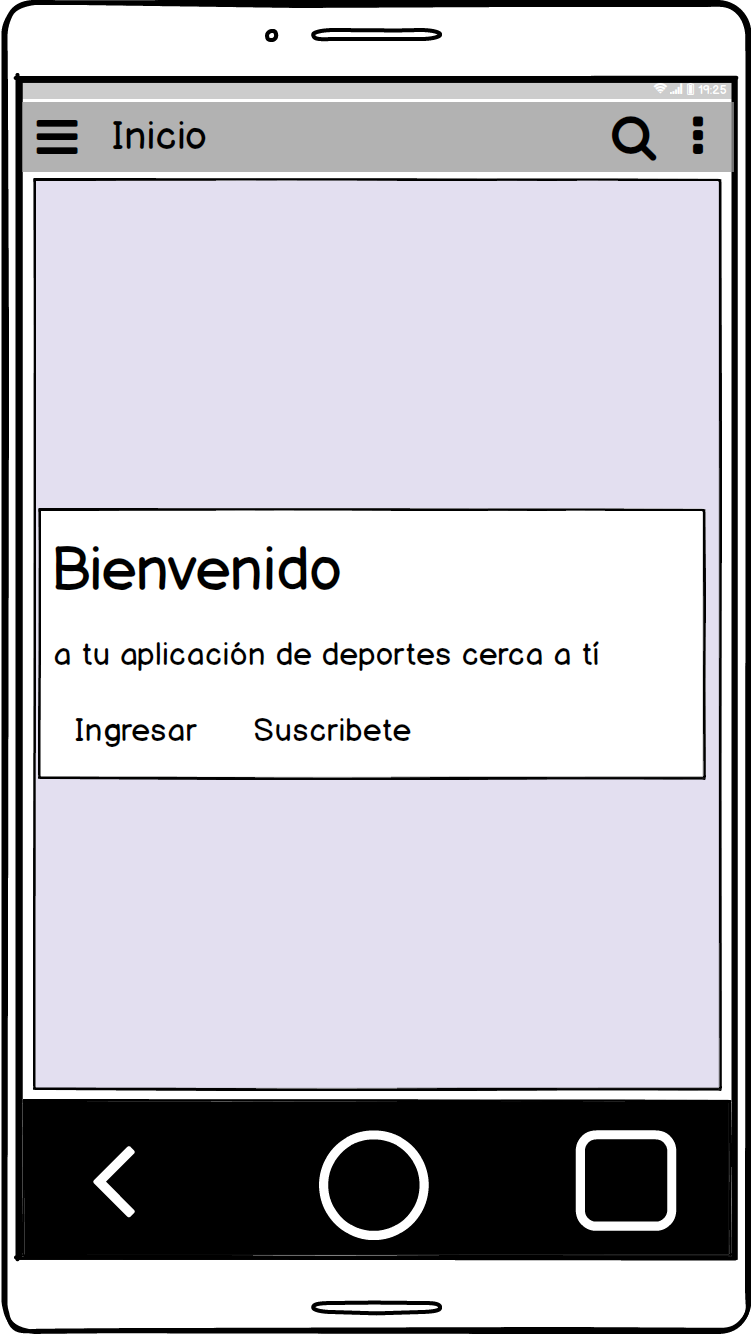 19:25
Inicio
Bienvenido
a tu aplicación de deportes cerca a tí
Ingresar Suscribete